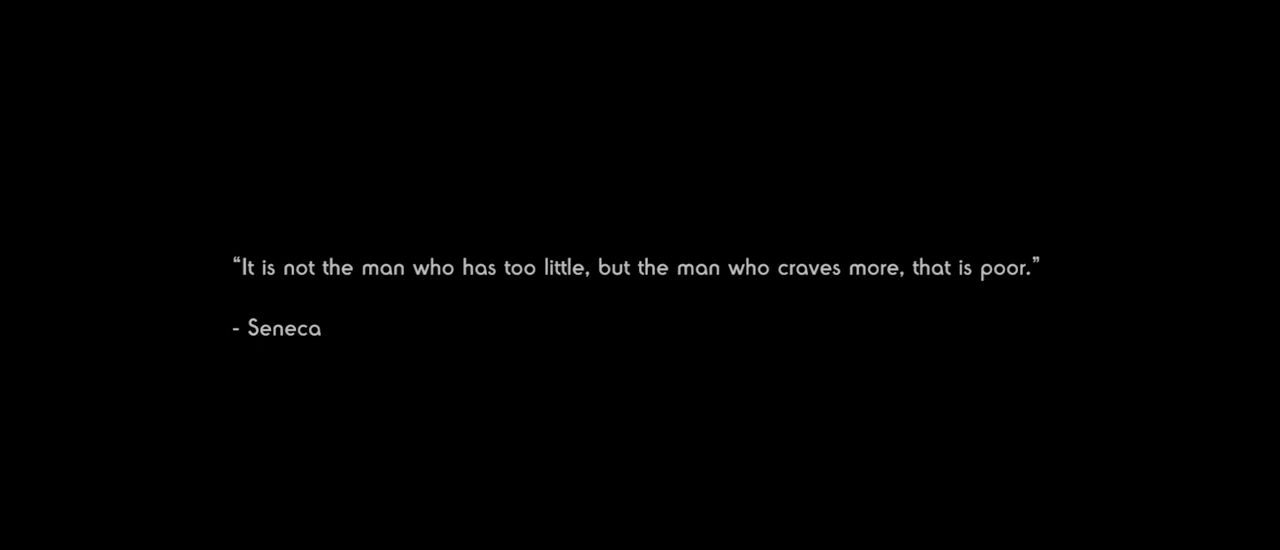 “It is not the man who has too little, but the man who craves more, that is poor.”
- Seneca